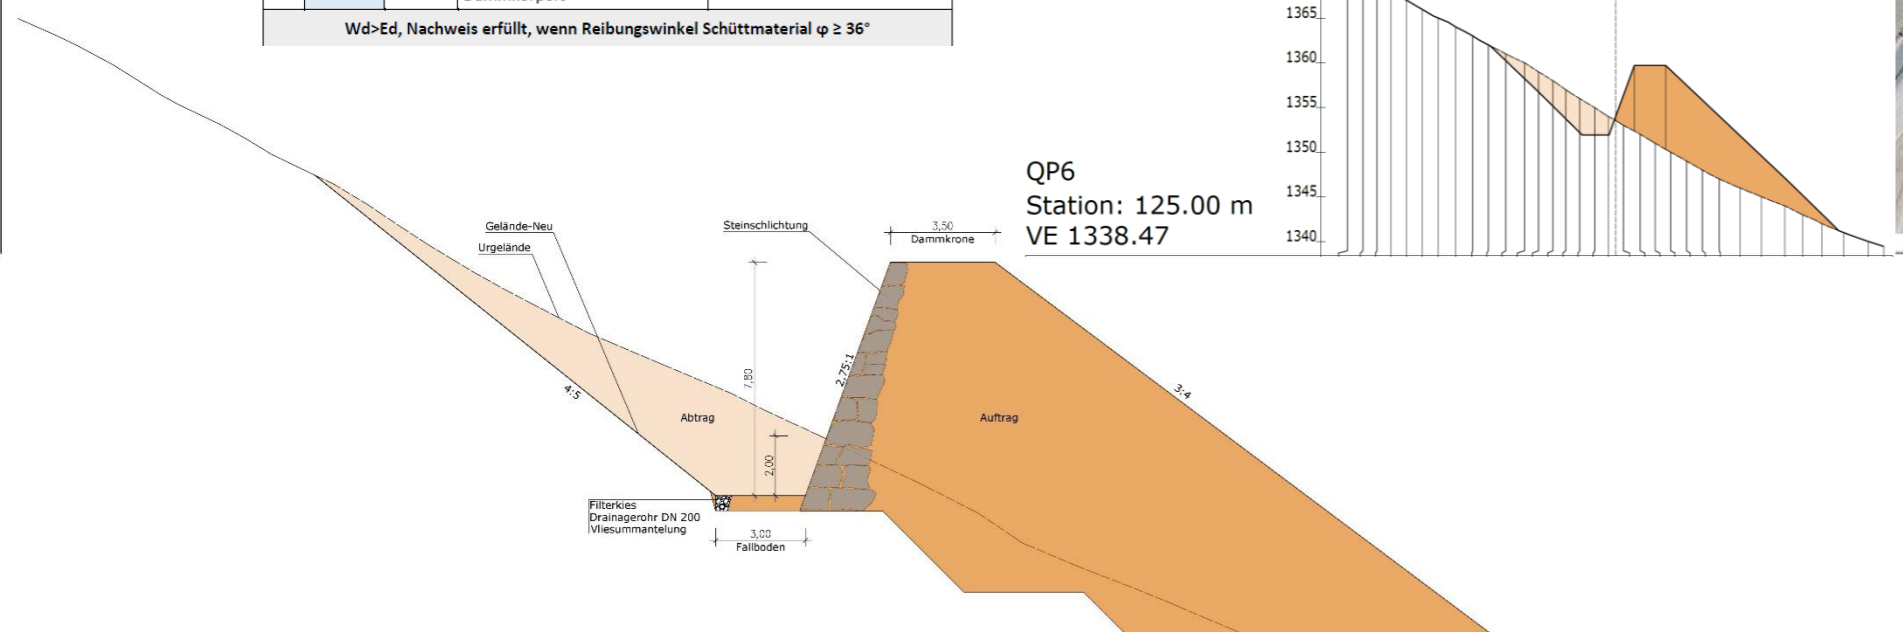 Wd>Ed, Nachweis erfüllt, wenn Reibungswinkel Schüttmaterial φ ≥ 36°
1365
1360
1355
1350
1345
1340
QP6
Station: 125.00 m
VE 1338.47
Gelände-Neu
Urgelände
Steinschlichtung
3,50
Dammkrone
7,80
2,75:1
4:5
3:4
Abtrag
Auftrag
2,00
Filterkies
Drainagerohr DN 200
Vliesummantelung
3,00
Fallboden